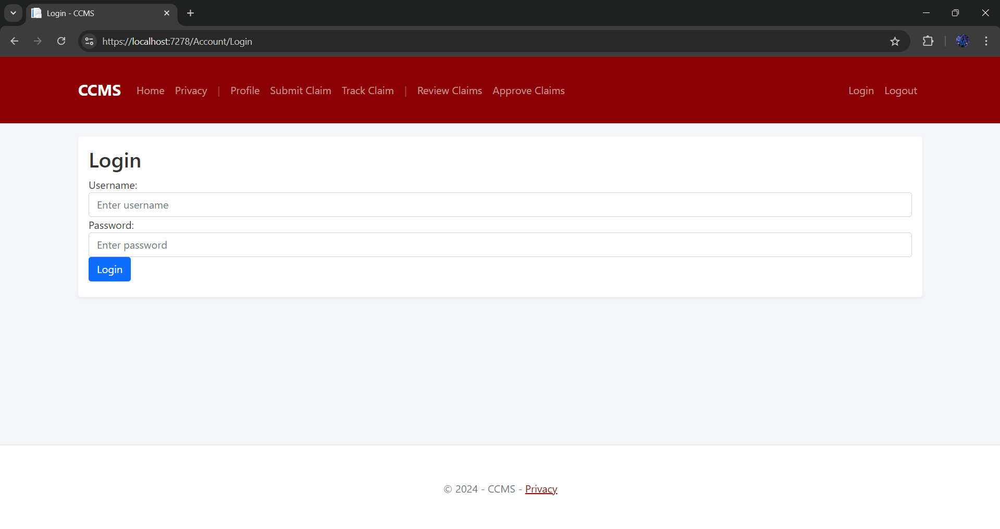 Login - CCMS
https://localhost:7278/Account/Login
CCMS Home Privacy | Profile Submit Claim Track Claim | Review Claims Approve Claims Login Logout
Login
Username:
Enter username
Password:
Enter password
Login
© 2024 - CCMS - Privacy